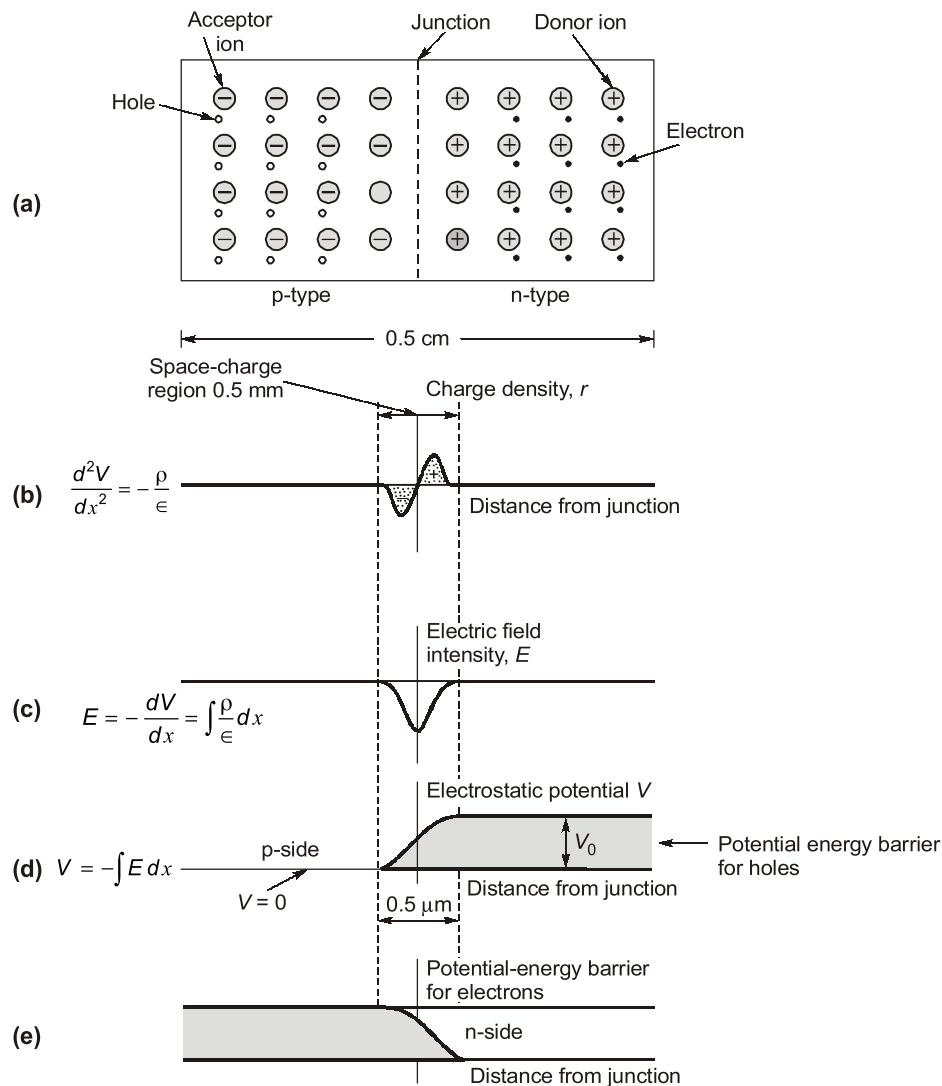 Acceptor
ion
Junction
Donor ion
Hole
Electron
(a)
p-type
n-type
0.5 cm
Space-charge
region 0.5 mm
Charge density, r
(b) d²V/dx² = − ρ/∈
+
−
Distance from junction
Electric field
intensity, E
(c) E = − dV/dx = ∫ ρ/∈ dx
Electrostatic potential V
p-side
V₀
Potential energy barrier
for holes
(d) V = −∫ E dx
V = 0
Distance from junction
0.5 μm
Potential-energy barrier
for electrons
(e)
n-side
Distance from junction